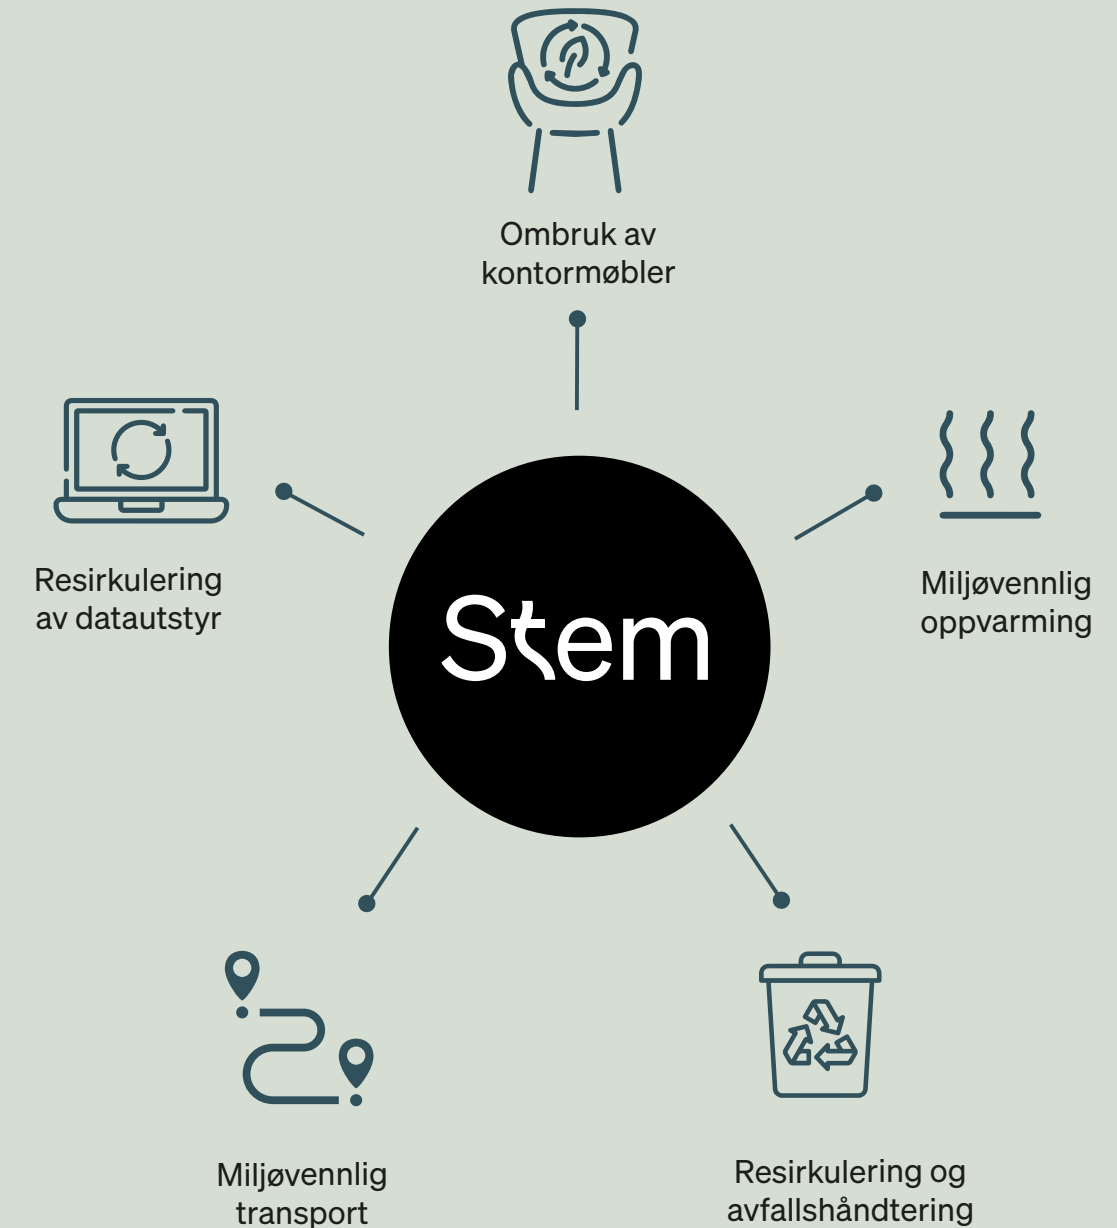 Ombruk av
kontormøbler
Resirkulering
av datautstyr
Miljøvennlig
oppvarming
Stem
Miljøvennlig
transport
Resirkulering og
avfallshåndtering